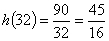 h(32) = 90/32 = 45/16